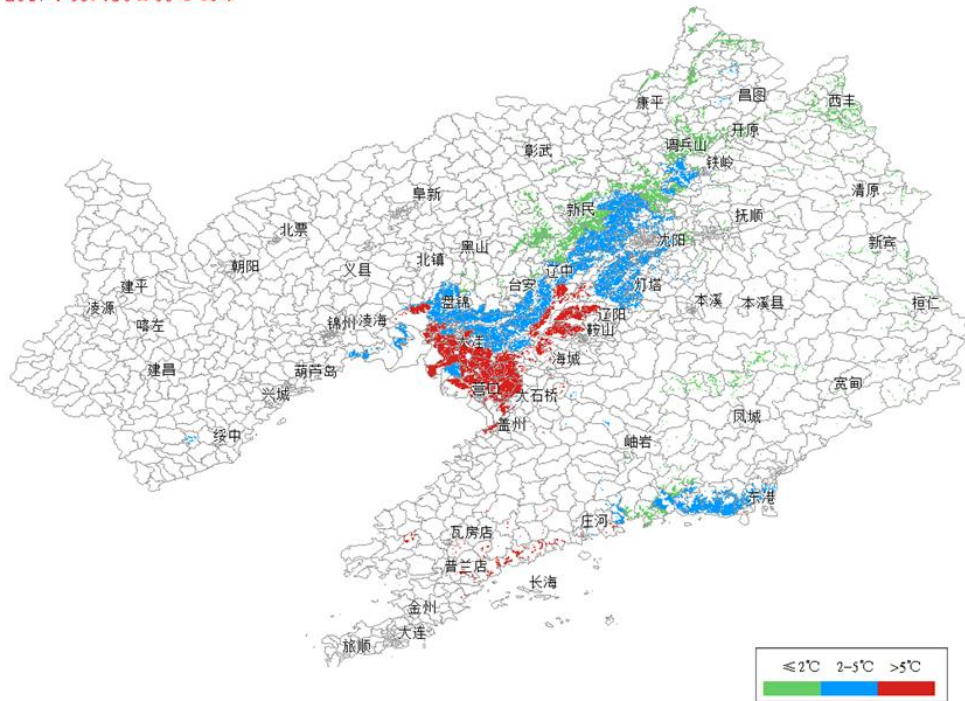 昌图
西丰
康平
开原
调兵山
铁岭
彰武
清原
阜新
新民
抚顺
沈阳
新宾
北票
黑山
北镇
朝阳
义县
辽中
台安
灯塔
建平
凌源
盘锦
本溪
本溪县
桓仁
喀左
锦州
凌海
辽阳
鞍山
大洼
海城
建昌
葫芦岛
宽甸
兴城
营口
大石桥
凤城
盖州
绥中
岫岩
东港
庄河
瓦房店
普兰店
长海
金州
大连
旅顺
≤2℃ 2-5℃ >5℃